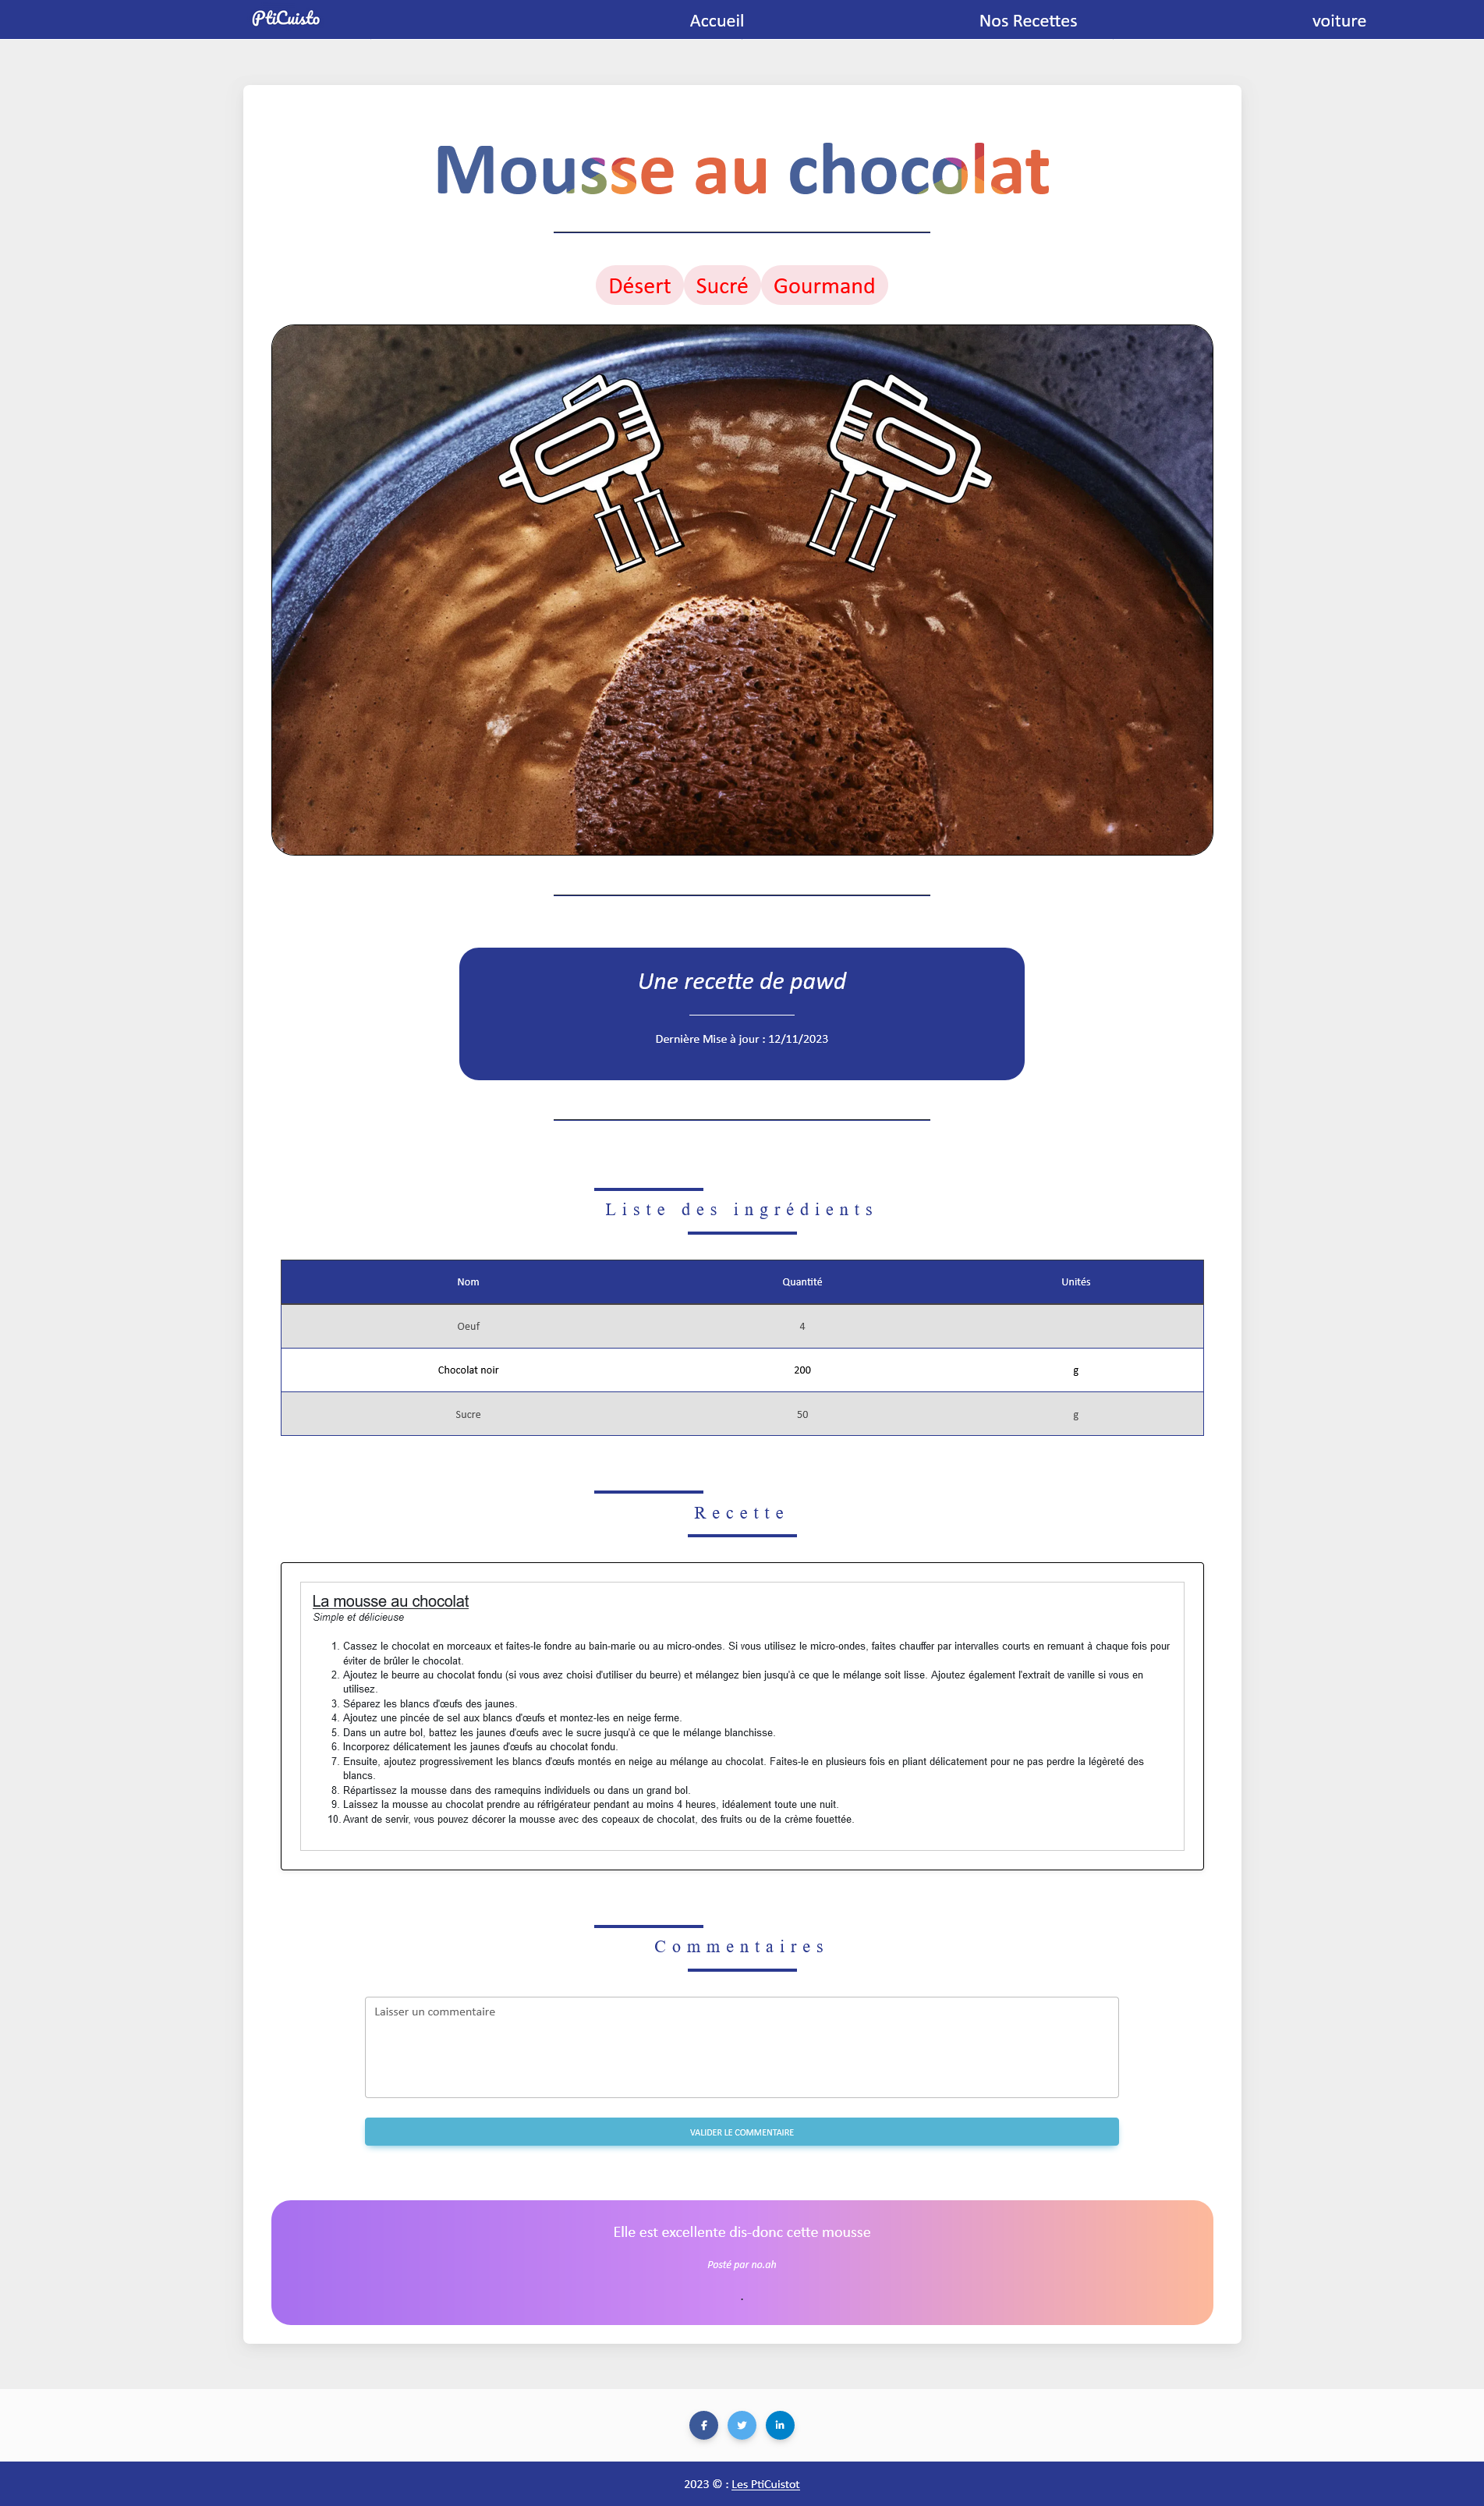 PtiCuisto
Accueil
Nos Recettes
voiture
Mousse au chocolat
Désert
Sucré
Gourmand
Une recette de pawd
Dernière Mise à jour : 12/11/2023
Liste des ingrédients
Nom Quantité Unités
Oeuf 4
Chocolat noir 200 g
Sucre 50 g
Recette
La mousse au chocolat
Simple et délicieuse
1. Cassez le chocolat en morceaux et faites-le fondre au bain-marie ou au micro-ondes. Si vous utilisez le micro-ondes, faites chauffer par intervalles courts en remuant à chaque fois pour
éviter de brûler le chocolat.
2. Ajoutez le beurre au chocolat fondu (si vous avez choisi d'utiliser du beurre) et mélangez bien jusqu'à ce que le mélange soit lisse. Ajoutez également l'extrait de vanille si vous en
utilisez.
3. Séparez les blancs d'œufs des jaunes.
4. Ajoutez une pincée de sel aux blancs d'œufs et montez-les en neige ferme.
5. Dans un autre bol, battez les jaunes d'œufs avec le sucre jusqu'à ce que le mélange blanchisse.
6. Incorporez délicatement les jaunes d'œufs au chocolat fondu.
7. Ensuite, ajoutez progressivement les blancs d'œufs montés en neige au mélange au chocolat. Faites-le en plusieurs fois en pliant délicatement pour ne pas perdre la légèreté des
blancs.
8. Répartissez la mousse dans des ramequins individuels ou dans un grand bol.
9. Laissez la mousse au chocolat prendre au réfrigérateur pendant au moins 4 heures, idéalement toute une nuit.
10. Avant de servir, vous pouvez décorer la mousse avec des copeaux de chocolat, des fruits ou de la crème fouettée.
Commentaires
Laisser un commentaire
VALIDER LE COMMENTAIRE
Elle est excellente dis-donc cette mousse
Posté par no.ah
.
2023 © : Les PtiCuistot